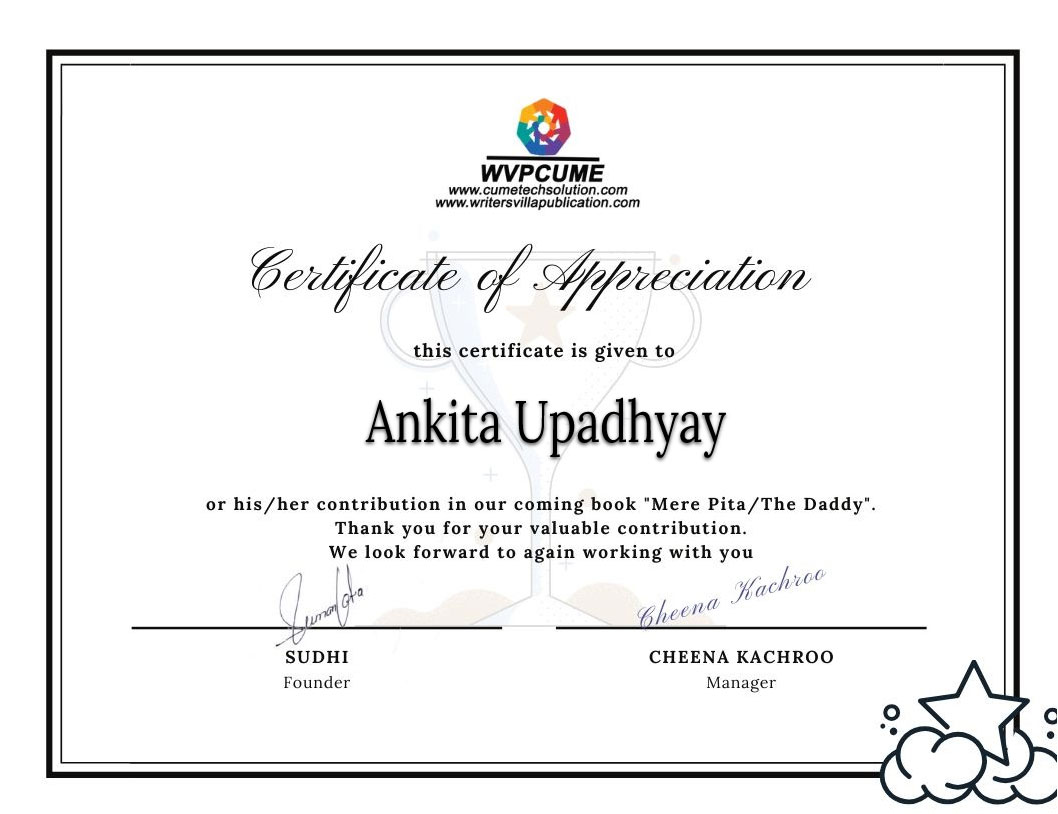 WVPCUME
www.cumetechsolution.com
www.writersvillapublication.com
Certificate of Appreciation
this certificate is given to
Ankita Upadhyay
or his/her contribution in our coming book "Mere Pita/The Daddy".
Thank you for your valuable contribution.
We look forward to again working with you
Cheena Kachroo
SUDHI
CHEENA KACHROO
Founder
Manager